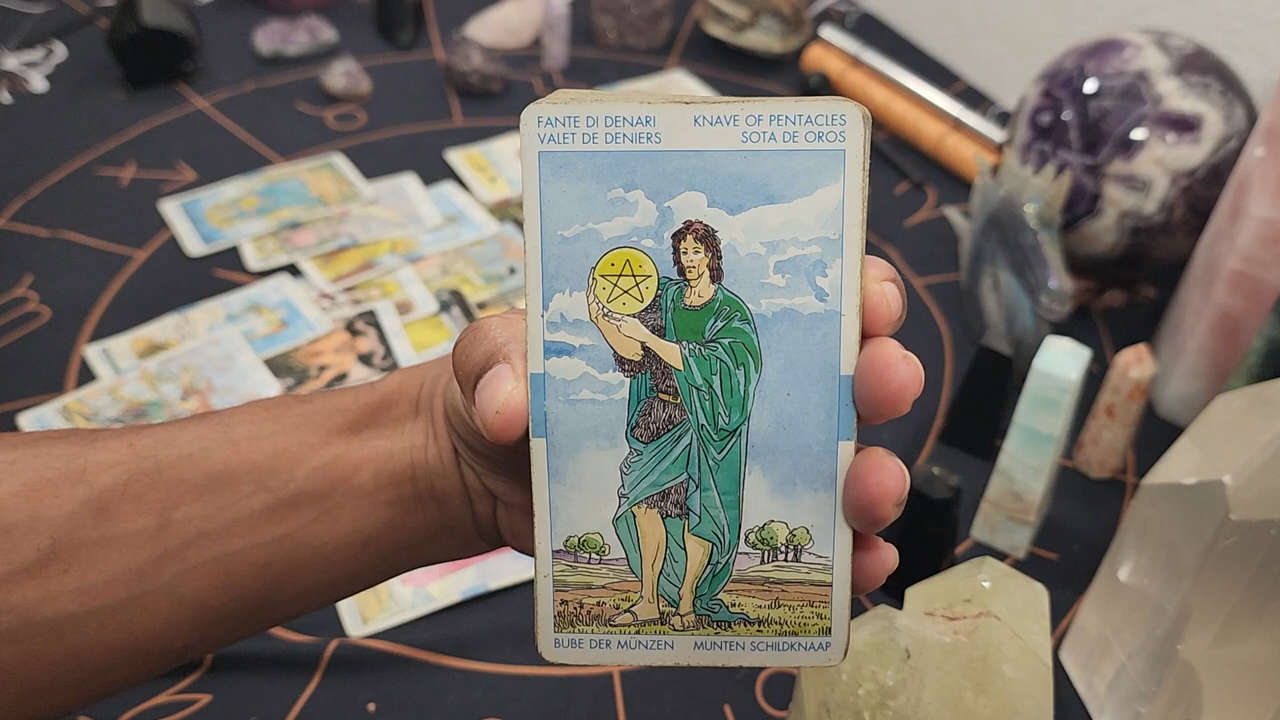 FANTE DI DENARI
VALET DE DENIERS
KNAVE OF PENTACLES
SOTA DE OROS
BUBE DER MÜNZEN
MUNTEN SCHILDKNAAP